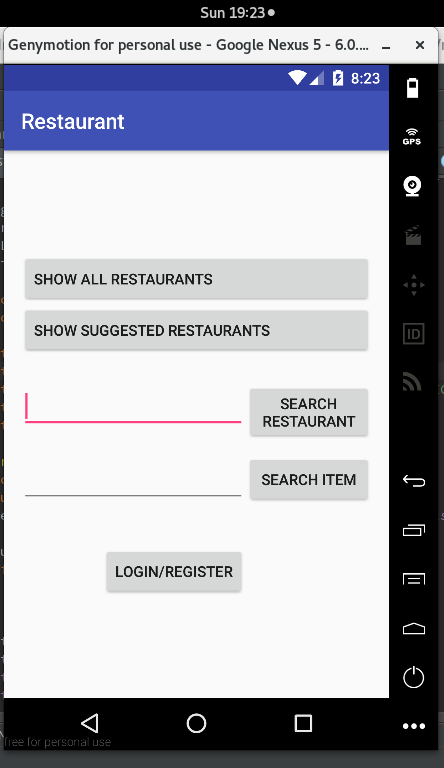 Sun 19:23
Genymotion for personal use - Google Nexus 5 - 6.0....
8:23
GPS
Restaurant
SHOW ALL RESTAURANTS
SHOW SUGGESTED RESTAURANTS
SEARCH
RESTAURANT
SEARCH ITEM
LOGIN/REGISTER
ID
free for personal use